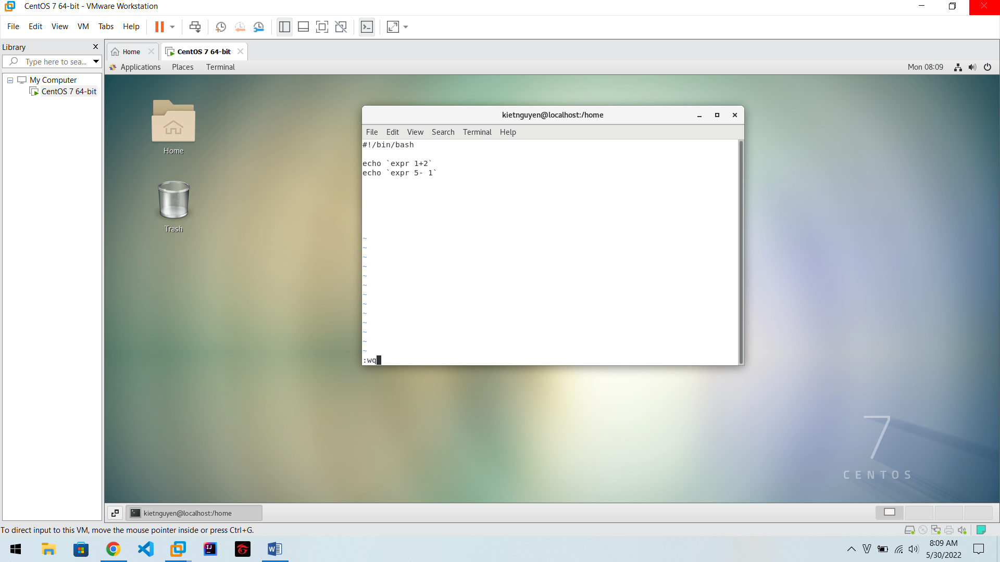 CentOS 7 64-bit - VMware Workstation
File Edit View VM Tabs Help
Library
Type here to sea...
My Computer
CentOS 7 64-bit
Home
CentOS 7 64-bit
Applications Places Terminal
Mon 08:09
Home
Trash
kietnguyen@localhost:/home
File Edit View Search Terminal Help
#!/bin/bash
echo `expr 1+2`
echo `expr 5- 1`
~
~
~
~
~
~
~
~
~
~
~
~
~
:wq
7
CENTOS
kietnguyen@localhost:/home
To direct input to this VM, move the mouse pointer inside or press Ctrl+G.
8:09 AM
5/30/2022